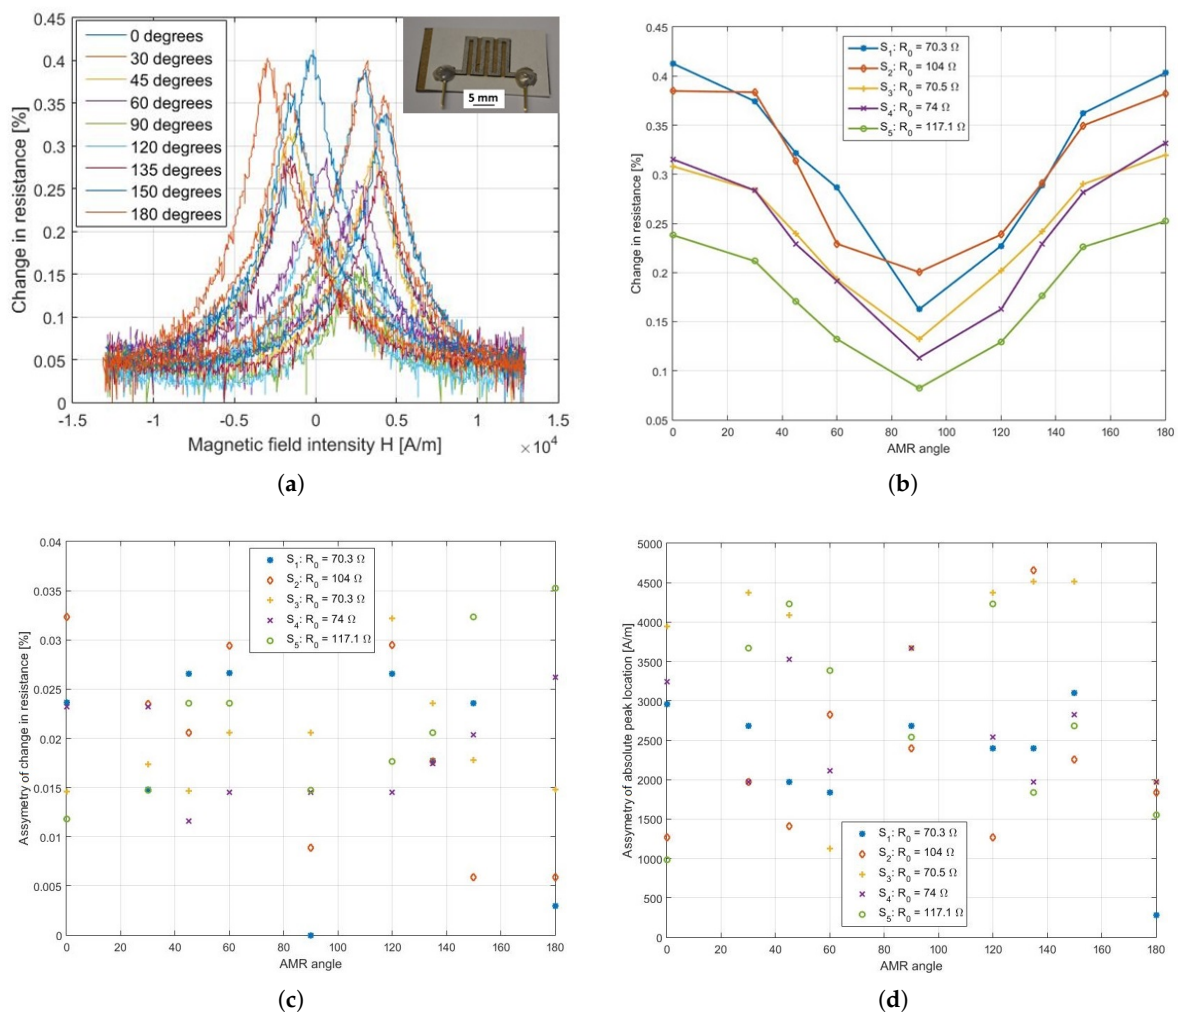 0.45
0.4
0.35
0.3
0.25
0.2
0.15
0.1
0.05
0
Change in resistance [%]
0 degrees
30 degrees
45 degrees
60 degrees
90 degrees
120 degrees
135 degrees
150 degrees
180 degrees
5 mm
-1.5 -1 -0.5 0 0.5 1 1.5
Magnetic field intensity H [A/m]
×10⁴
(a)
0.45
0.4
0.35
0.3
0.25
0.2
0.15
0.1
0.05
Change in resistance [%]
S₁: R₀ = 70.3 Ω
S₂: R₀ = 104 Ω
S₃: R₀ = 70.5 Ω
S₄: R₀ = 74 Ω
S₅: R₀ = 117.1 Ω
0 20 40 60 80 100 120 140 160 180
AMR angle
(b)
0.04
0.035
0.03
0.025
0.02
0.015
0.01
0.005
0
Assymetry of change in resistance [%]
S₁: R₀ = 70.3 Ω
S₂: R₀ = 104 Ω
S₃: R₀ = 70.3 Ω
S₄: R₀ = 74 Ω
S₅: R₀ = 117.1 Ω
0 20 40 60 80 100 120 140 160 180
AMR angle
(c)
5000
4500
4000
3500
3000
2500
2000
1500
1000
500
0
Assymetry of absolute peak location [A/m]
S₁: R₀ = 70.3 Ω
S₂: R₀ = 104 Ω
S₃: R₀ = 70.5 Ω
S₄: R₀ = 74 Ω
S₅: R₀ = 117.1 Ω
0 20 40 60 80 100 120 140 160 180
AMR angle
(d)